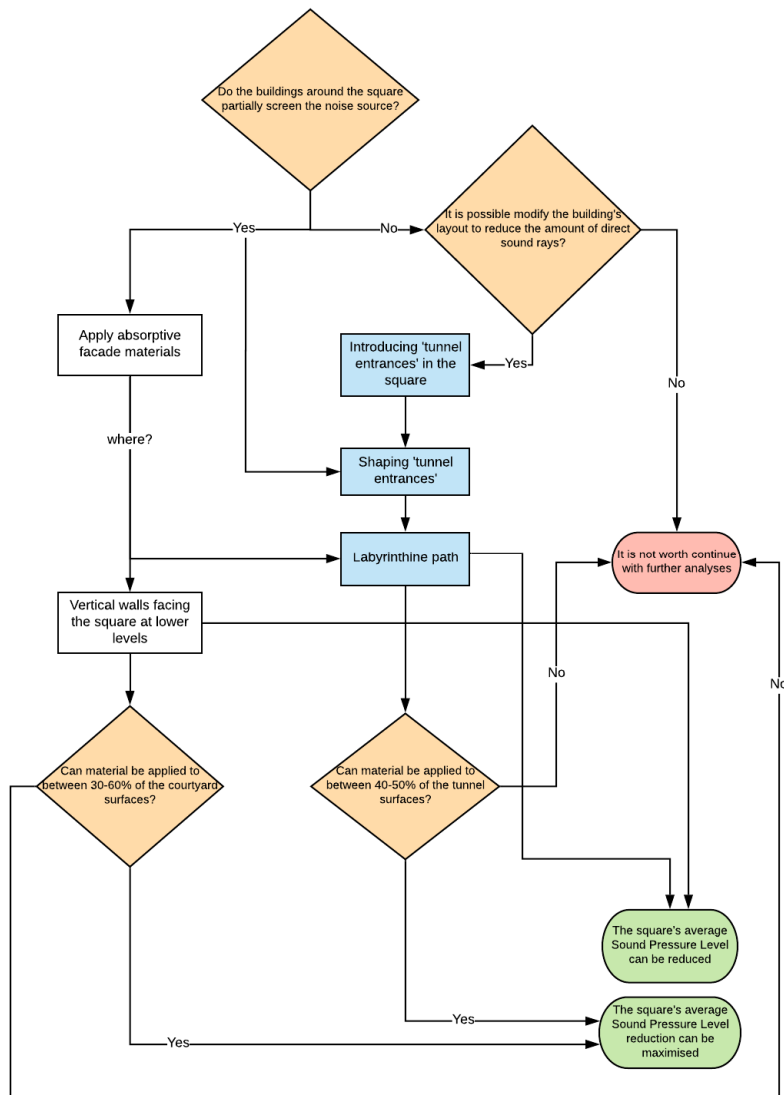 Do the buildings around the square
partially screen the noise source?
It is possible modify the building's
layout to reduce the amount of direct
sound rays?
Yes
No
Apply absorptive
facade materials
Introducing 'tunnel
entrances' in the
square
Yes
No
where?
Shaping 'tunnel
entrances'
Labyrinthine path
It is not worth continue
with further analyses
Vertical walls facing
the square at lower
levels
No
No
Can material be applied to
between 30-60% of the courtyard
surfaces?
Can material be applied to
between 40-50% of the tunnel
surfaces?
The square's average
Sound Pressure Level
can be reduced
Yes
The square's average
Sound Pressure Level
reduction can be
maximised
Yes